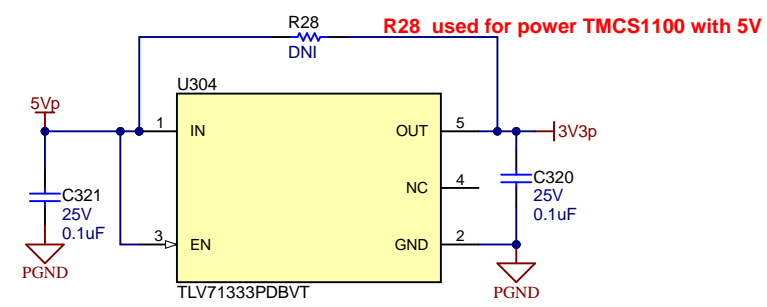 R28
R28 used for power TMCS1100 with 5V
DNI
U304
5Vp
1
IN
OUT
5
3V3p
C321
25V
0.1uF
NC
4
C320
25V
0.1uF
3
EN
GND
2
PGND
TLV71333PDBVT
PGND